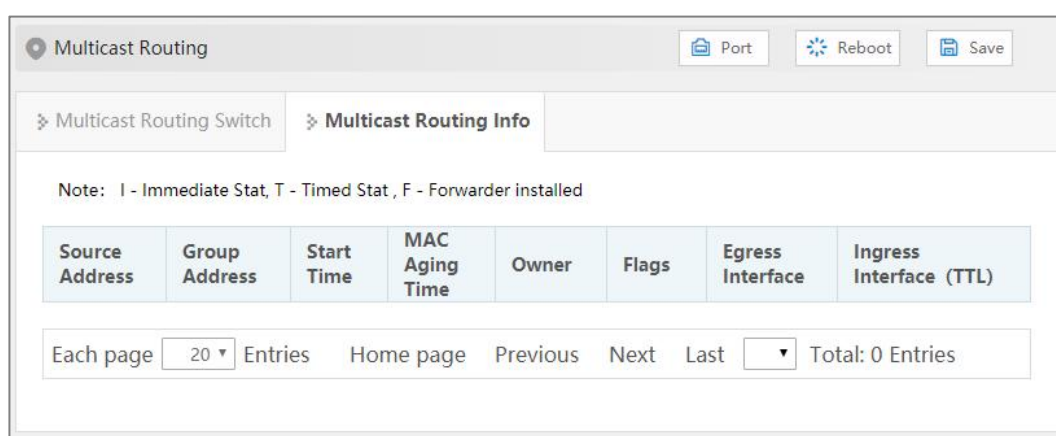 Multicast Routing Port Reboot Save
Multicast Routing Switch Multicast Routing Info
Note: I - Immediate Stat, T - Timed Stat , F - Forwarder installed
Source Address Group Address Start Time MAC Aging Time Owner Flags Egress Interface Ingress Interface (TTL)
Each page 20 Entries Home page Previous Next Last Total: 0 Entries